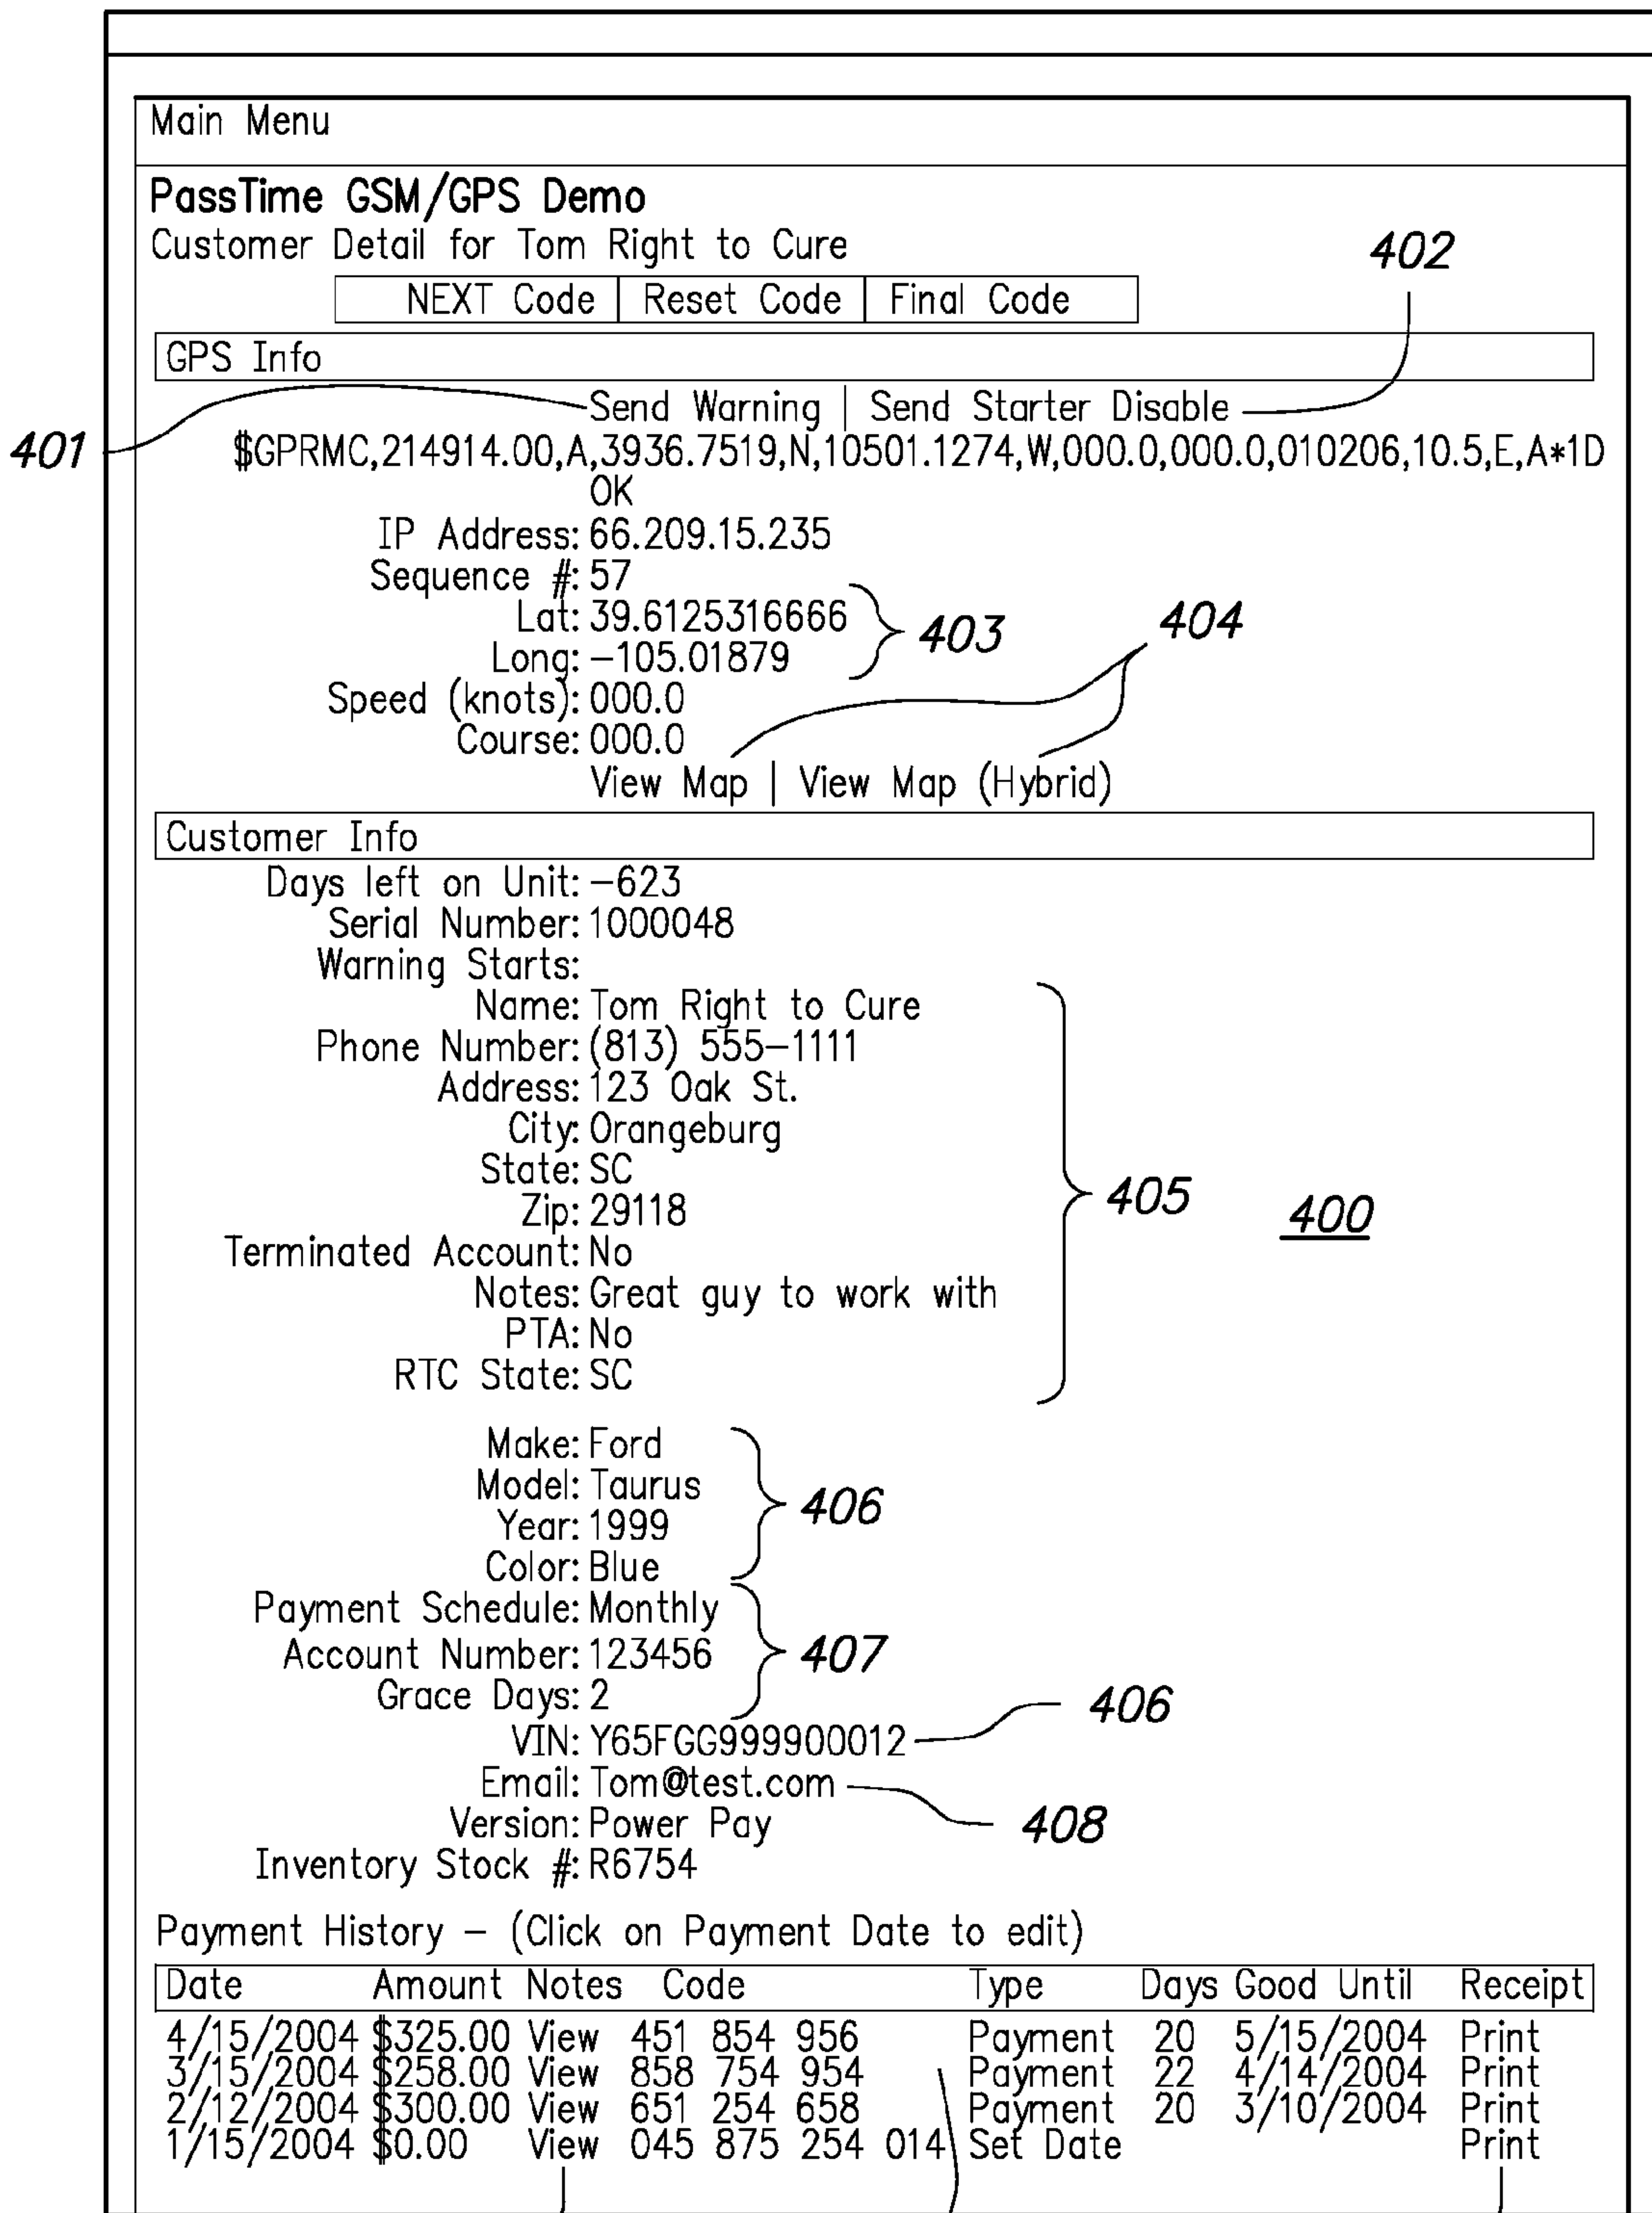 Main Menu
PassTime GSM/GPS Demo
Customer Detail for Tom Right to Cure
402
NEXT Code | Reset Code | Final Code
GPS Info
Send Warning | Send Starter Disable
401
$GPRMC,214914.00,A,3936.7519,N,10501.1274,W,000.0,000.0,010206,10.5,E,A*1D
OK
IP Address: 66.209.15.235
Sequence #: 57
Lat: 39.6125316666
403
404
Long: –105.01879
Speed (knots): 000.0
Course: 000.0
View Map | View Map (Hybrid)
Customer Info
Days left on Unit: –623
Serial Number: 1000048
Warning Starts:
Name: Tom Right to Cure
Phone Number: (813) 555–1111
Address: 123 Oak St.
City: Orangeburg
State: SC
Zip: 29118
405
400
Terminated Account: No
Notes: Great guy to work with
PTA: No
RTC State: SC
Make: Ford
Model: Taurus
406
Year: 1999
Color: Blue
Payment Schedule: Monthly
Account Number: 123456
407
Grace Days: 2
406
VIN: Y65FGG999900012
Email: Tom@test.com
408
Version: Power Pay
Inventory Stock #: R6754
Payment History – (Click on Payment Date to edit)
Date Amount Notes Code Type Days Good Until Receipt
4/15/2004 $325.00 View 451 854 956 Payment 20 5/15/2004 Print
3/15/2004 $258.00 View 858 754 954 Payment 22 4/14/2004 Print
2/12/2004 $300.00 View 651 254 658 Payment 20 3/10/2004 Print
1/15/2004 $0.00 View 045 875 254 014 Set Date Print